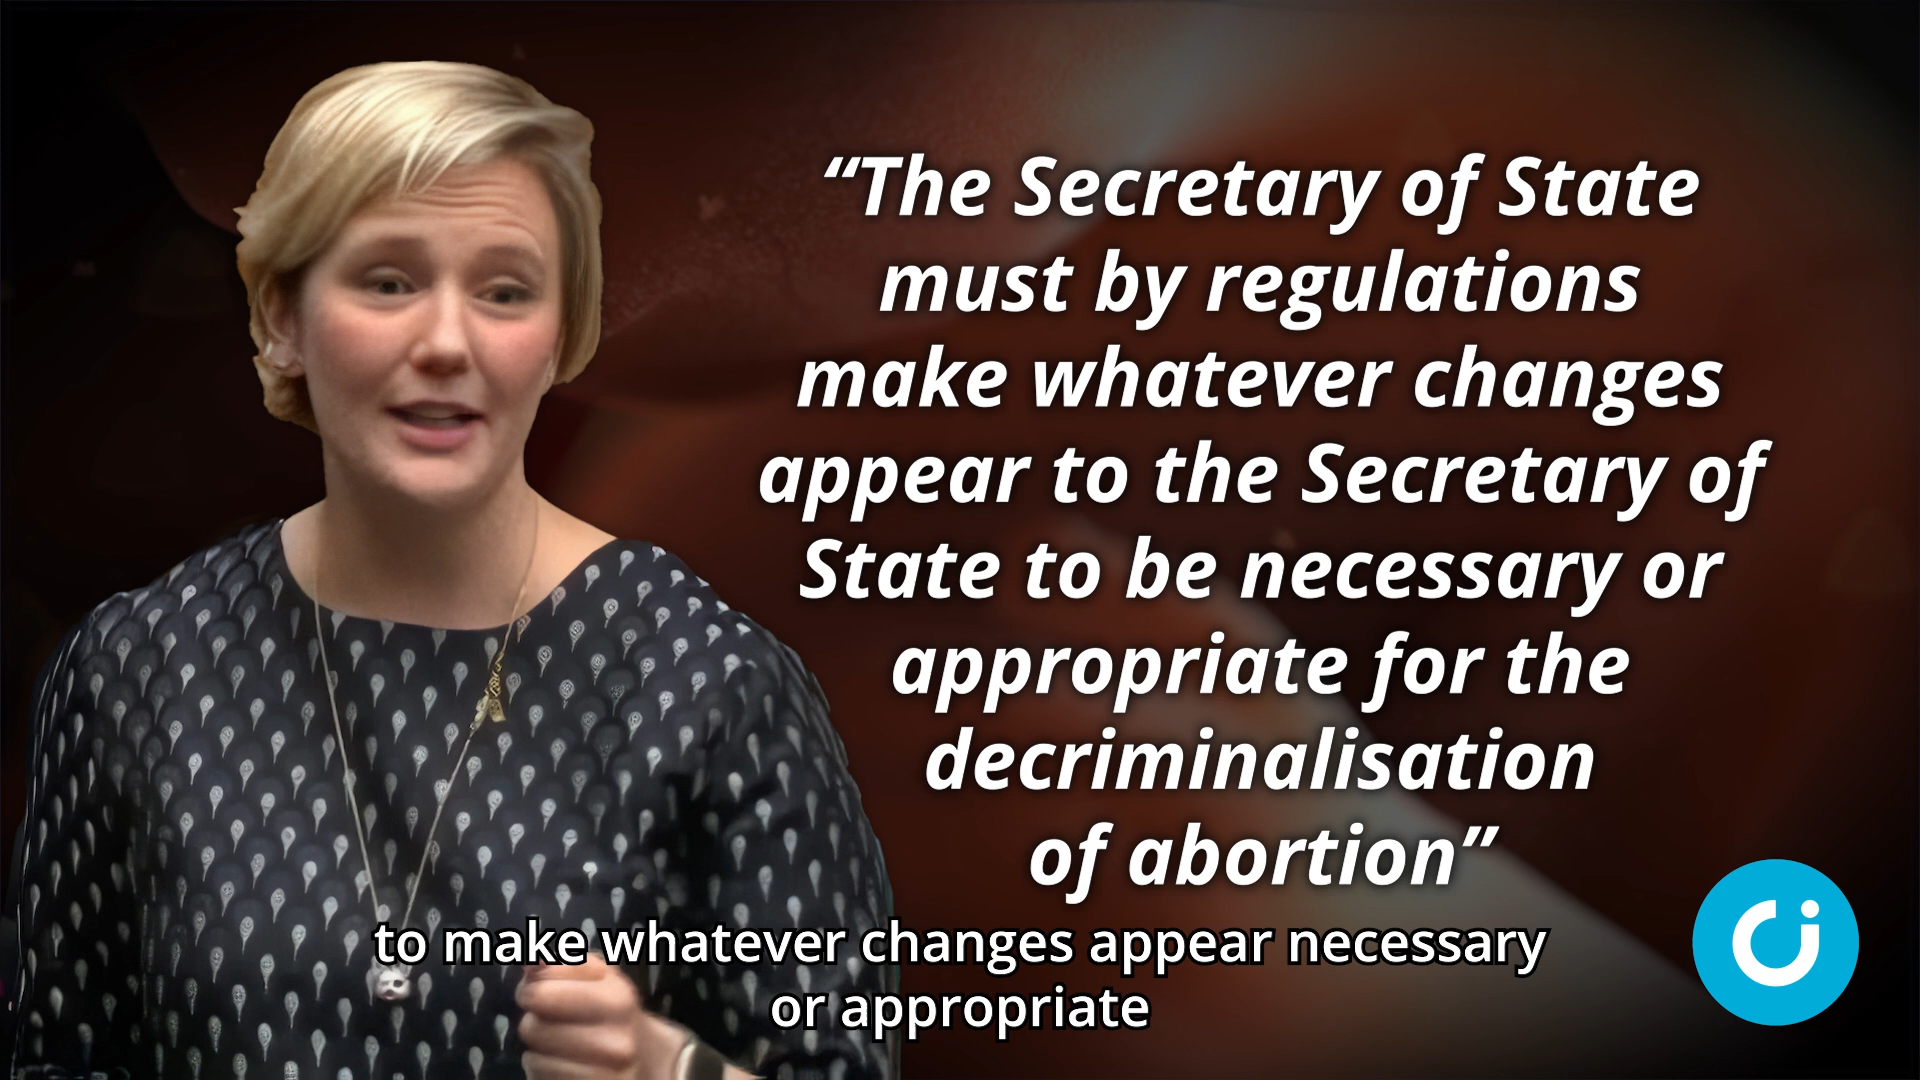 “The Secretary of State
must by regulations
make whatever changes
appear to the Secretary of
State to be necessary or
appropriate for the
decriminalisation
of abortion”
to make whatever changes appear necessary
or appropriate